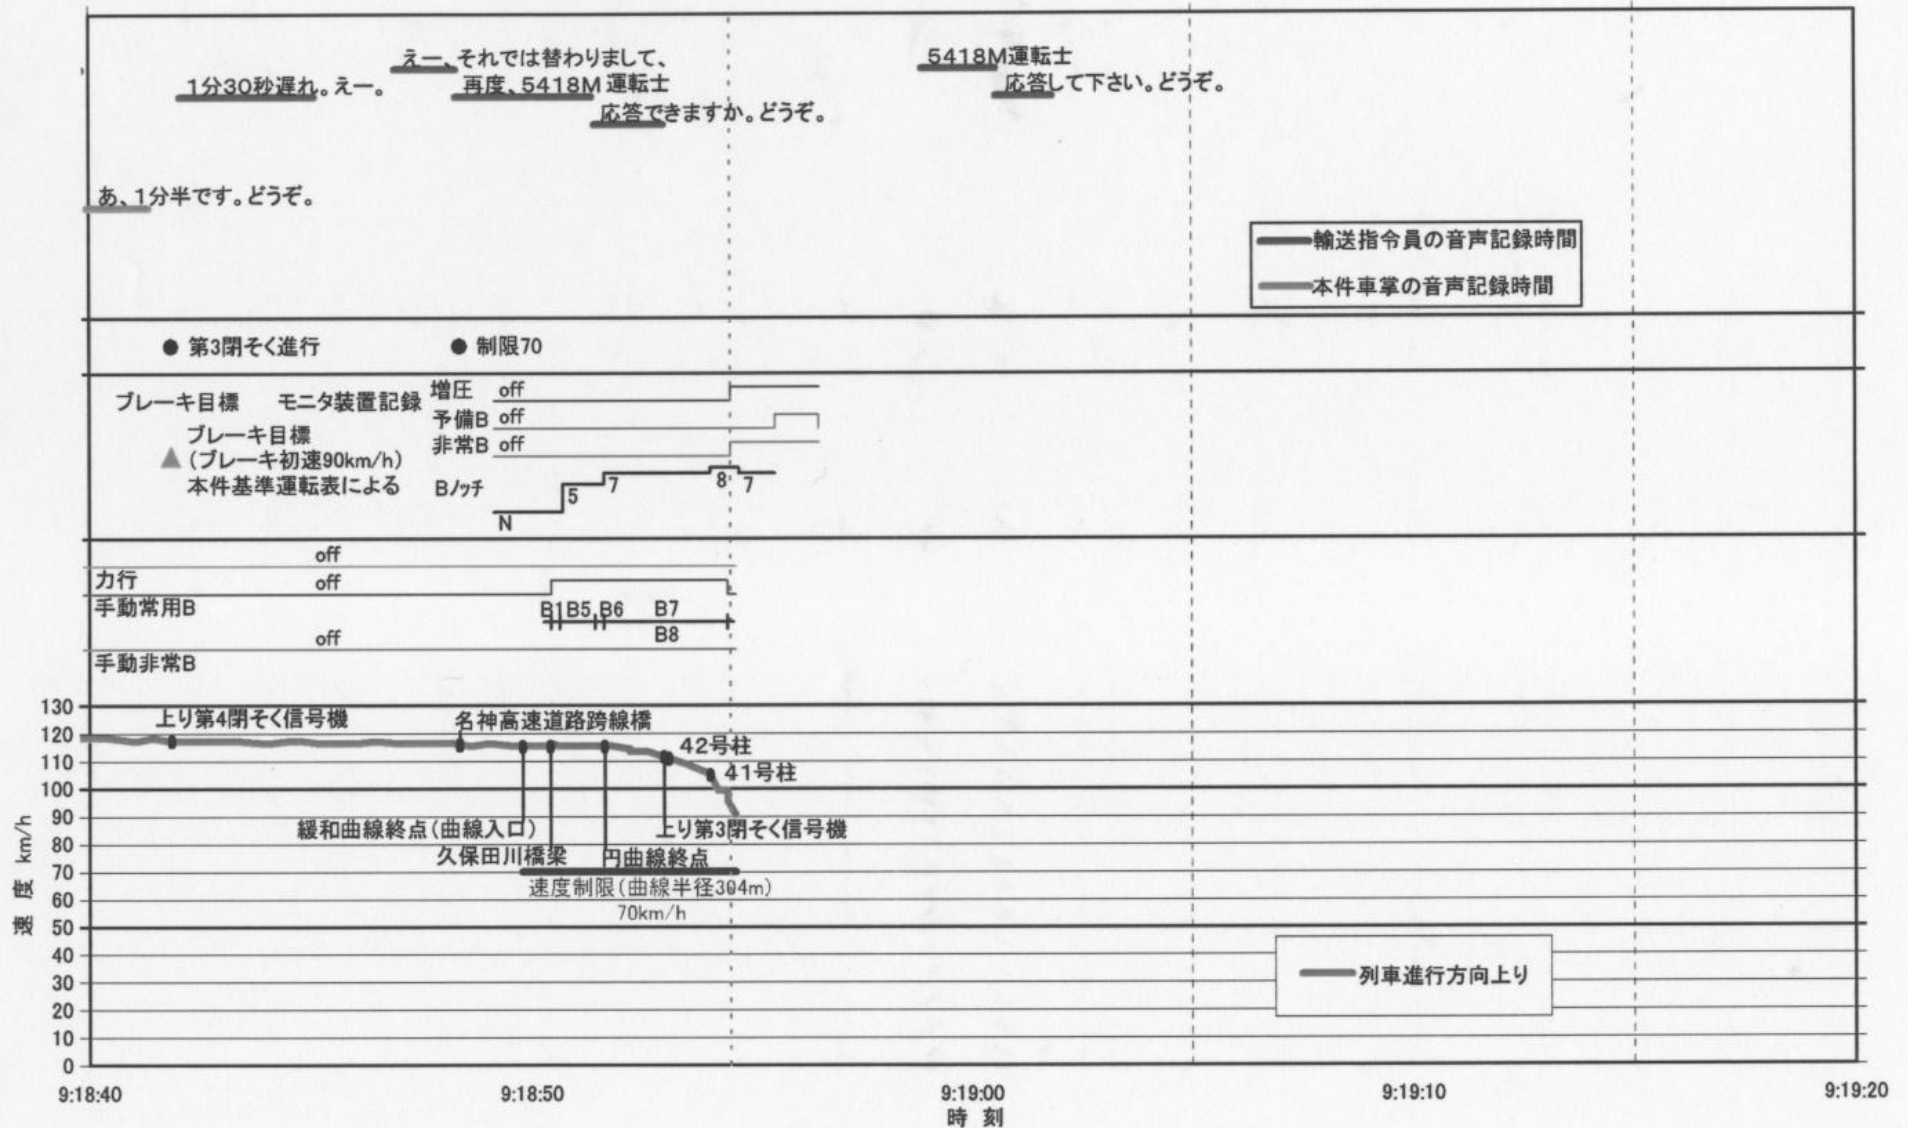 えー、それでは替わりまして、
5418M運転士
1分30秒遅れ。えー。
再度、5418M 運転士
応答して下さい。どうぞ。
応答できますか。どうぞ。
あ、1分半です。どうぞ。
輸送指令員の音声記録時間
本件車掌の音声記録時間
第3閉そく進行
制限70
ブレーキ目標
モニタ装置記録
増圧 off
予備B off
非常B off
ブレーキ目標
(ブレーキ初速90km/h)
本件基準運転表による
Bノッチ
N
5
7
8
7
off
力行
off
手動常用B
B1 B5 B6 B7
B8
off
手動非常B
130
120
110
100
90
80
70
60
50
40
30
20
10
0
速度 km/h
上り第4閉そく信号機
名神高速道路跨線橋
42号柱
41号柱
緩和曲線終点(曲線入口)
上り第3閉そく信号機
久保田川橋梁
円曲線終点
速度制限(曲線半径304m)
70km/h
列車進行方向上り
9:18:40
9:18:50
9:19:00
9:19:10
9:19:20
時刻